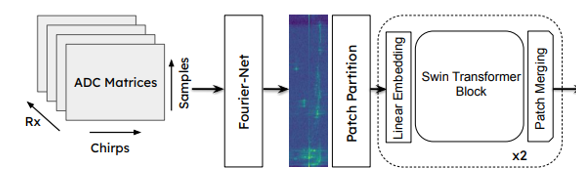 ADC Matrices
Samples
Rx
Chirps
Fourier-Net
Patch Partition
Linear Embedding
Swin Transformer
Block
Patch Merging
x2